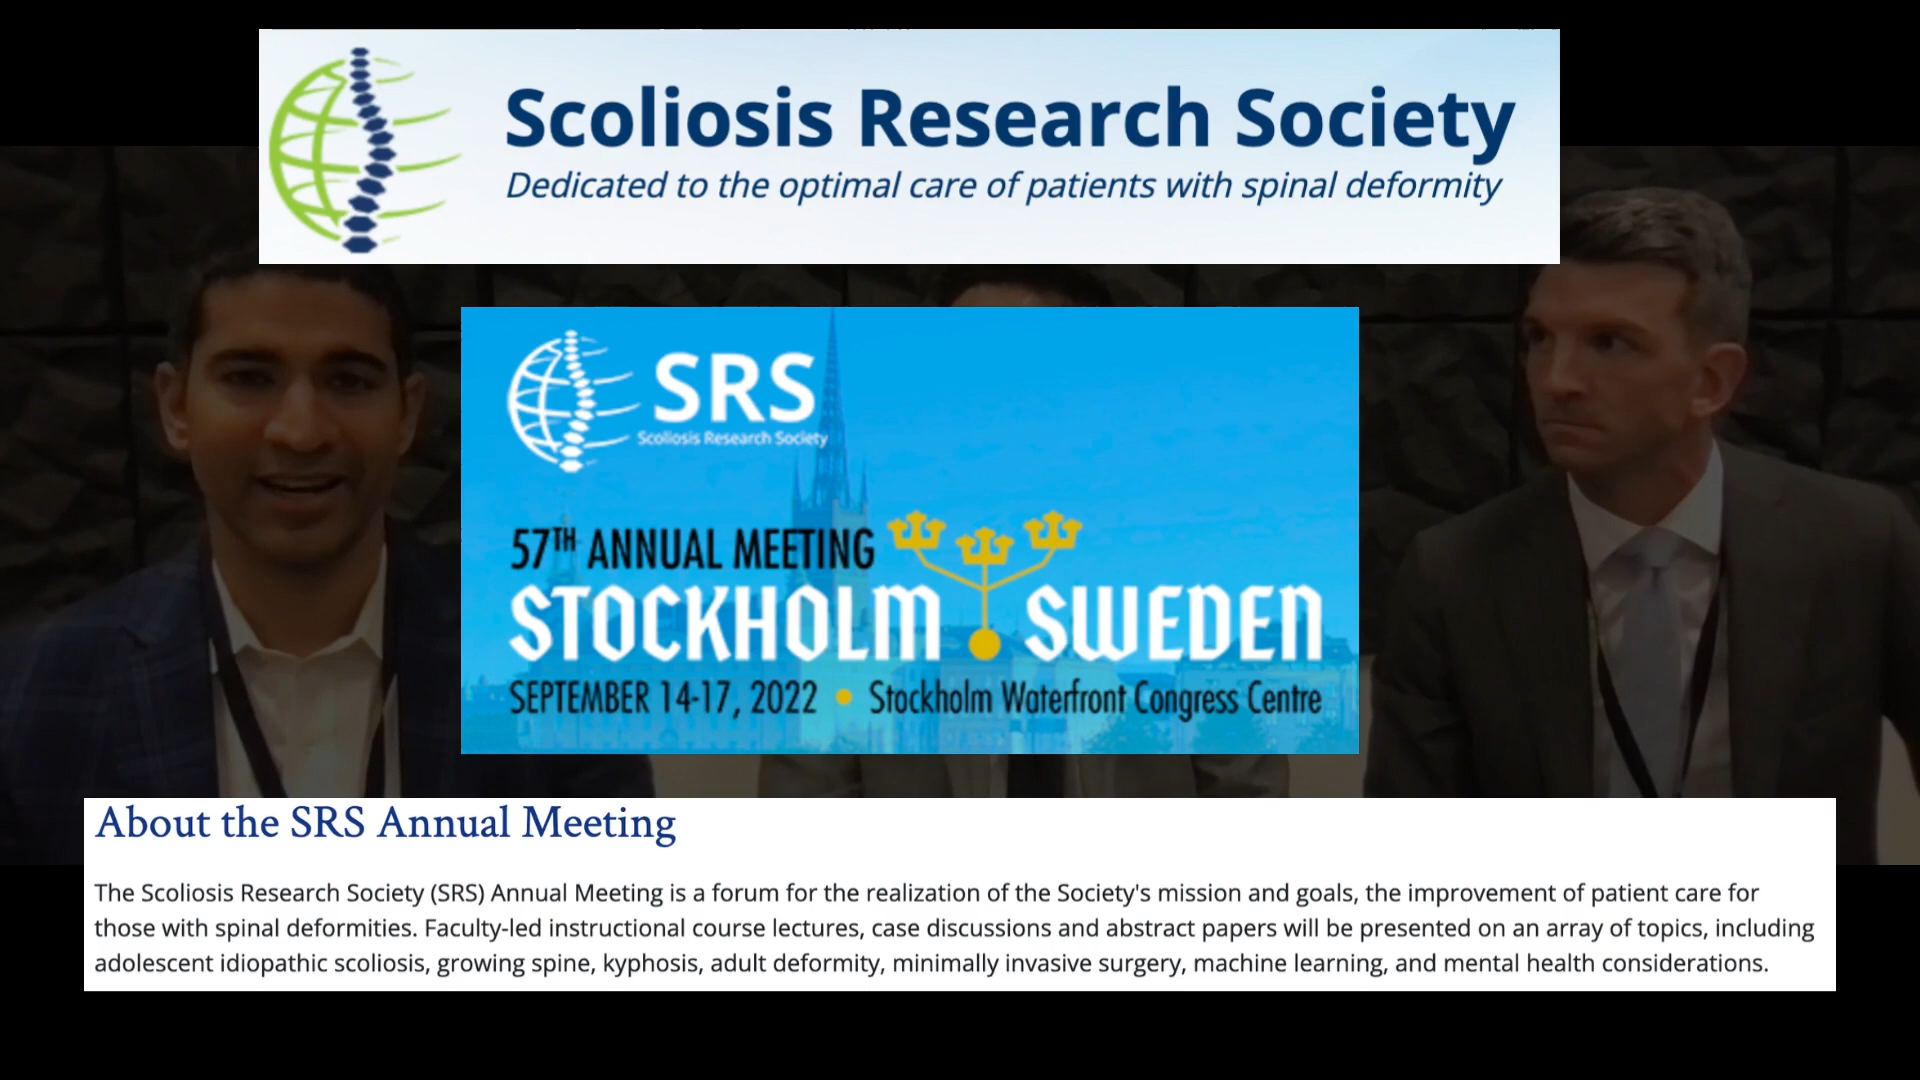 Scoliosis Research Society
Dedicated to the optimal care of patients with spinal deformity
SRS
Scoliosis Research Society
57TH ANNUAL MEETING
STOCKHOLM SWEDEN
SEPTEMBER 14-17, 2022 • Stockholm Waterfront Congress Centre
About the SRS Annual Meeting
The Scoliosis Research Society (SRS) Annual Meeting is a forum for the realization of the Society's mission and goals, the improvement of patient care for
those with spinal deformities. Faculty-led instructional course lectures, case discussions and abstract papers will be presented on an array of topics, including
adolescent idiopathic scoliosis, growing spine, kyphosis, adult deformity, minimally invasive surgery, machine learning, and mental health considerations.